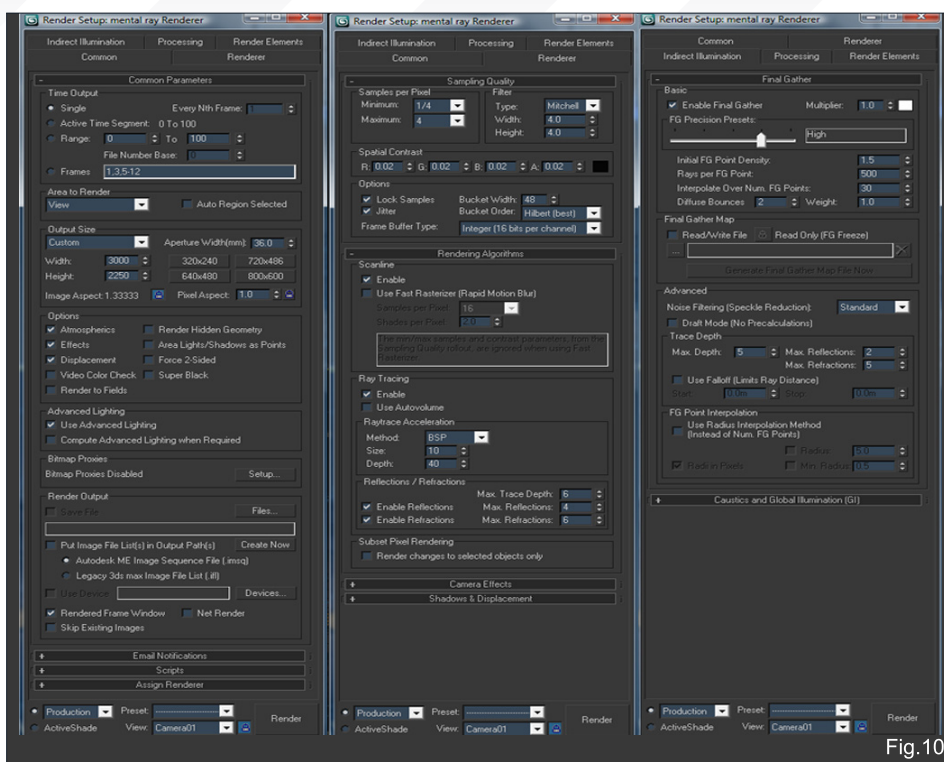 Render Setup: mental ray Renderer
Indirect Illumination Processing Render Elements
Common Renderer
- Common Parameters
Time Output
Single Every Nth Frame: 1
Active Time Segment: 0 To 100
Range: 0 To 100
File Number Base: 0
Frames 1,3,5-12
Area to Render
View Auto Region Selected
Output Size
Custom Aperture Width(mm): 36.0
Width: 3000 320x240 720x486
Height: 2250 640x480 800x600
Image Aspect: 1.33333 Pixel Aspect: 1.0
Options
Atmospherics Render Hidden Geometry
Effects Area Lights/Shadows as Points
Displacement Force 2-Sided
Video Color Check Super Black
Render to Fields
Advanced Lighting
Use Advanced Lighting
Compute Advanced Lighting when Required
Bitmap Proxies
Bitmap Proxies Disabled Setup...
Render Output
Save File Files...
Put Image File List(s) in Output Path(s) Create Now
Autodesk ME Image Sequence File (.imsq)
Legacy 3ds max Image File List (.ifl)
Use Device Devices...
Rendered Frame Window Net Render
Skip Existing Images
+ Email Notifications
+ Scripts
+ Assign Renderer
Production Preset: ---------------
ActiveShade View: Camera01 Render
Render Setup: mental ray Renderer
Indirect Illumination Processing Render Elements
Common Renderer
- Sampling Quality
Samples per Pixel Filter
Minimum: 1/4 Type: Mitchell
Maximum: 4 Width: 4.0
Height: 4.0
Spatial Contrast
R: 0.02 G: 0.02 B: 0.02 A: 0.02
Options
Lock Samples Bucket Width: 48
Jitter Bucket Order: Hilbert (best)
Frame Buffer Type: Integer (16 bits per channel)
- Rendering Algorithms
Scanline
Enable
Use Fast Rasterizer (Rapid Motion Blur)
Samples per Pixel: 16
Shades per Pixel: 2.0
The min/max samples and contrast parameters, from the
Sampling Quality rollout, are ignored when using Fast
Rasterizer
Ray Tracing
Enable
Use Autovolume
Raytrace Acceleration
Method: BSP
Size: 10
Depth: 40
Reflections / Refractions
Max. Trace Depth: 6
Enable Reflections Max. Reflections: 4
Enable Refractions Max. Refractions: 6
Subset Pixel Rendering
Render changes to selected objects only
+ Camera Effects
+ Shadows & Displacement
Production Preset: ---------------
ActiveShade View: Camera01 Render
Render Setup: mental ray Renderer
Common Renderer
Indirect Illumination Processing Render Elements
- Final Gather
Basic
Enable Final Gather Multiplier: 1.0
FG Precision Presets:
High
Initial FG Point Density: 1.5
Rays per FG Point: 500
Interpolate Over Num. FG Points: 30
Diffuse Bounces 2 Weight: 1.0
Final Gather Map
Read/Write File Read Only (FG Freeze)
...
Generate Final Gather Map File Now
Advanced
Noise Filtering (Speckle Reduction): Standard
Draft Mode (No Precalculations)
Trace Depth
Max. Depth: 5 Max. Reflections: 2
Max. Refractions: 5
Use Falloff (Limits Ray Distance)
Start: 0.0m Stop: 0.0m
FG Point Interpolation
Use Radius Interpolation Method
(Instead of Num. FG Points)
Radius: 5.0
Radii in Pixels Min. Radius 0.5
+ Caustics and Global Illumination (GI)
Production Preset: ---------------
ActiveShade View: Camera01 Render
Fig.10